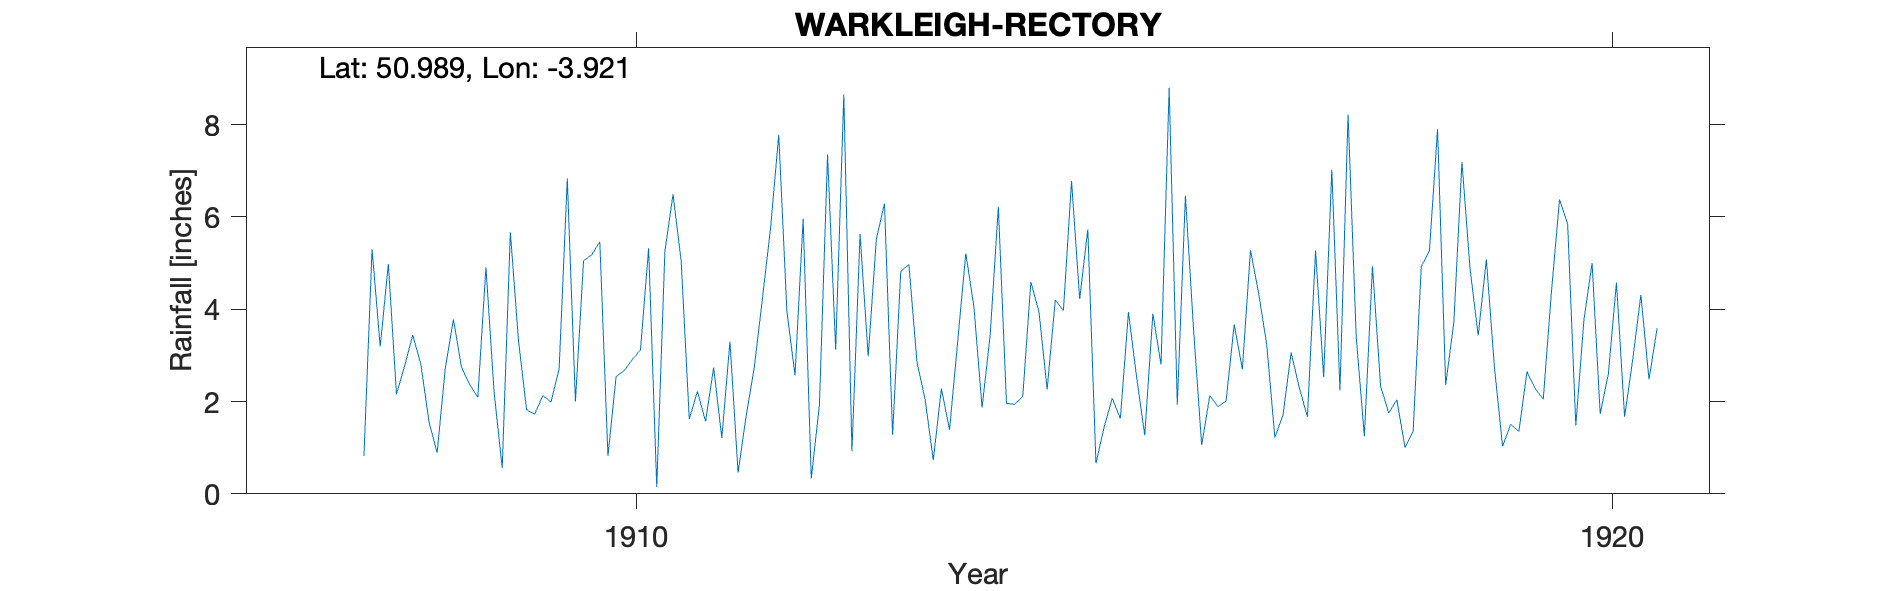 WARKLEIGH-RECTORY
Lat: 50.989, Lon: -3.921
8
6
4
2
0
Rainfall [inches]
1910
1920
Year